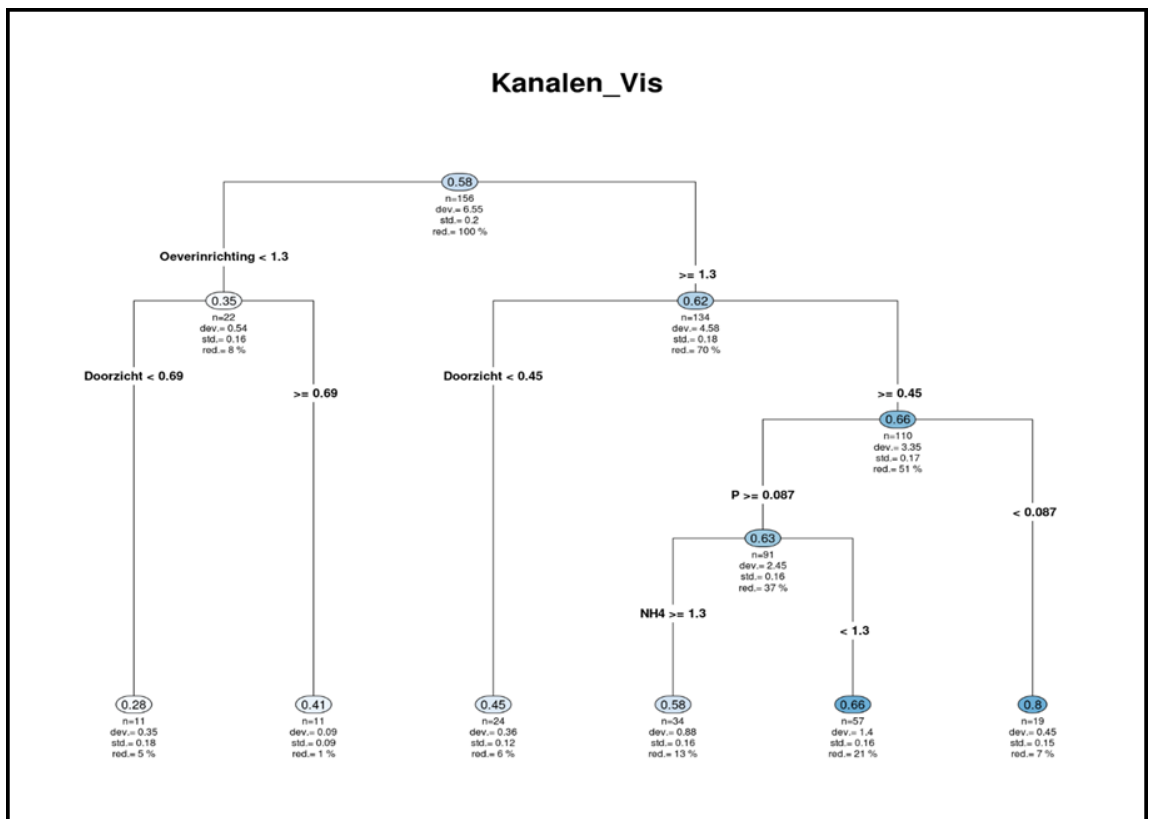 Kanalen_Vis
0.58
n=156
dev.= 6.55
std.= 0.2
red.= 100 %
Oeverinrichting < 1.3
>= 1.3
0.35
n=22
dev.= 0.54
std.= 0.16
red.= 8 %
0.62
n=134
dev.= 4.58
std.= 0.18
red.= 70 %
Doorzicht < 0.69
>= 0.69
Doorzicht < 0.45
>= 0.45
0.66
n=110
dev.= 3.35
std.= 0.17
red.= 51 %
P >= 0.087
< 0.087
0.63
n=91
dev.= 2.45
std.= 0.16
red.= 37 %
NH4 >= 1.3
< 1.3
0.28
n=11
dev.= 0.35
std.= 0.18
red.= 5 %
0.41
n=11
dev.= 0.09
std.= 0.09
red.= 1 %
0.45
n=24
dev.= 0.36
std.= 0.12
red.= 6 %
0.58
n=34
dev.= 0.88
std.= 0.16
red.= 13 %
0.66
n=57
dev.= 1.4
std.= 0.16
red.= 21 %
0.8
n=19
dev.= 0.45
std.= 0.15
red.= 7 %